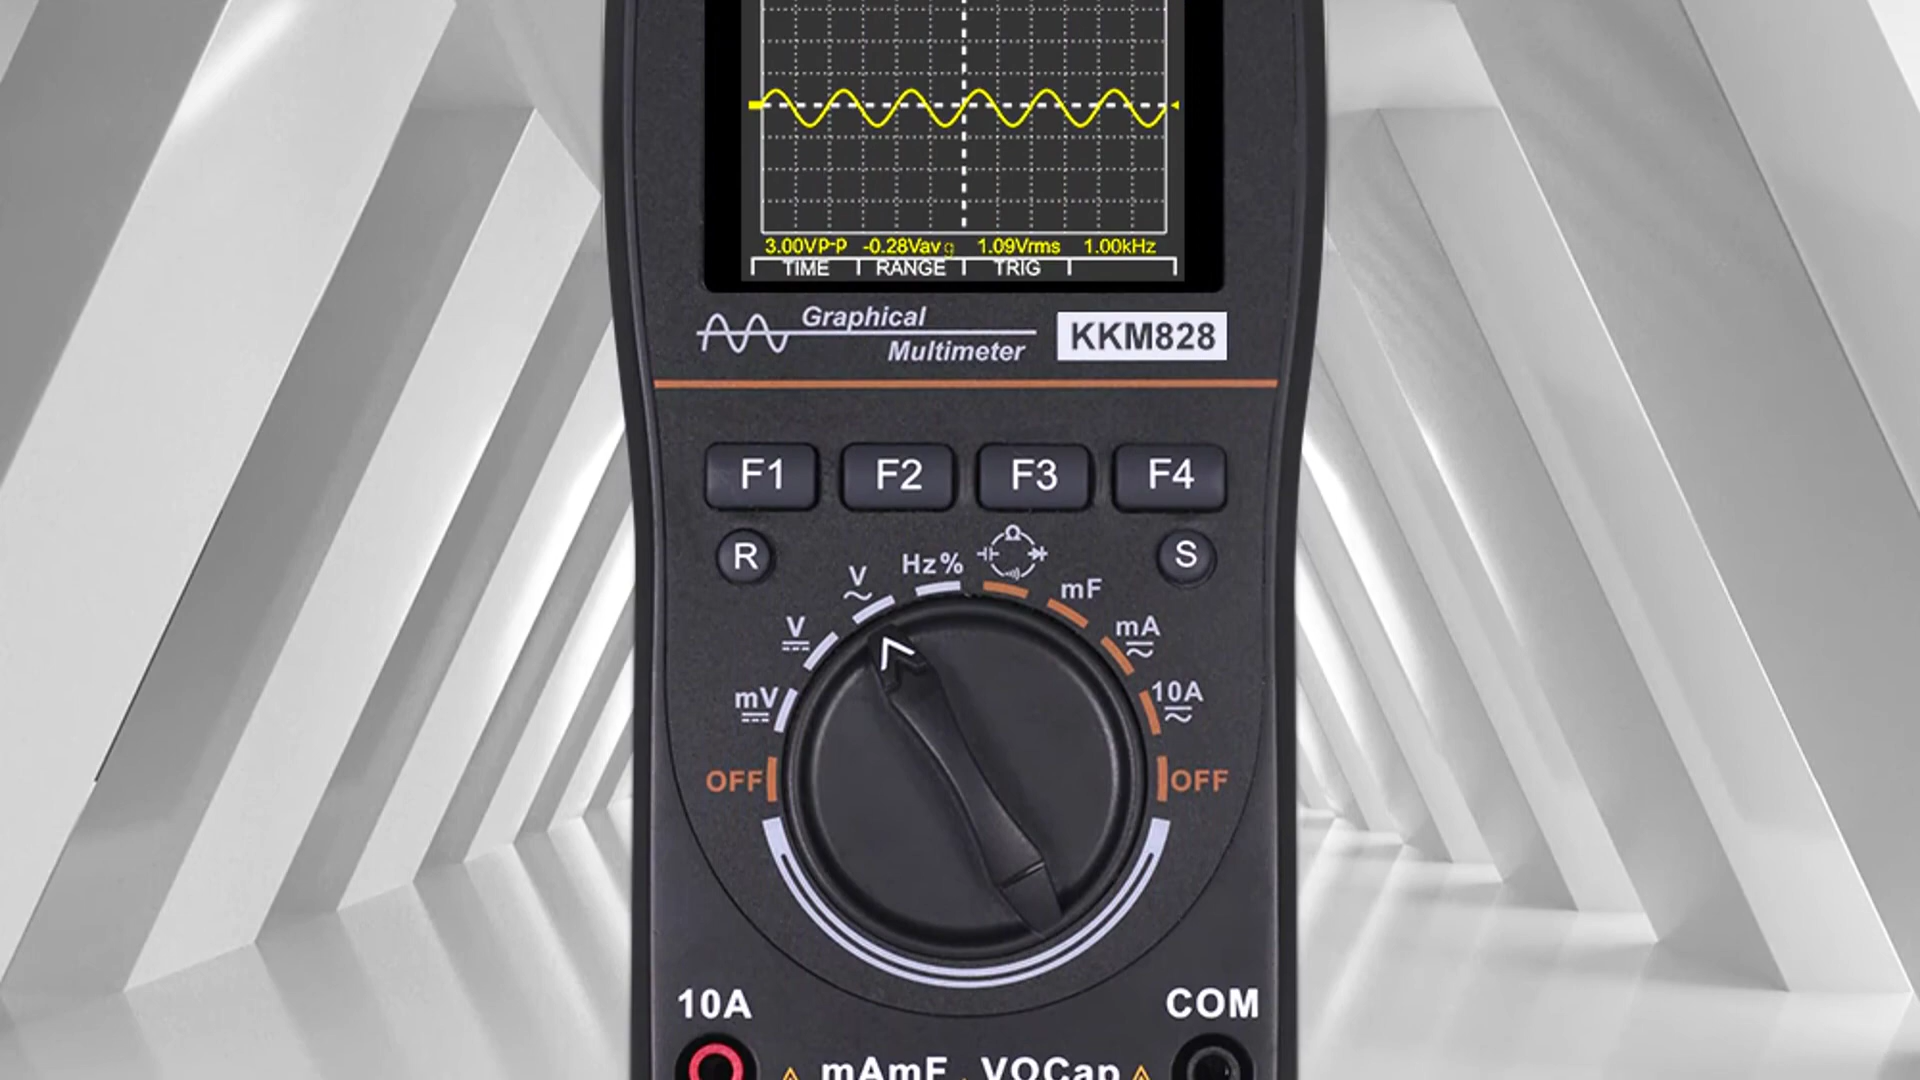 3.00VP-P -0.28Vavg 1.09Vrms 1.00kHz
TIME RANGE TRIG
Graphical
Multimeter
KKM828
F1 F2 F3 F4
R S
Hz% Ω
V mF
V mA
mV 10A
OFF OFF
10A COM
mAmF VΩCap